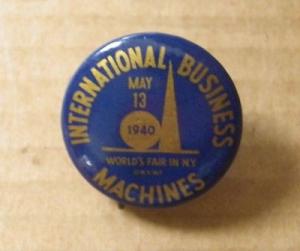 INTERNATIONAL BUSINESS
MACHINES
MAY
13
1940
WORLD'S FAIR IN N.Y.